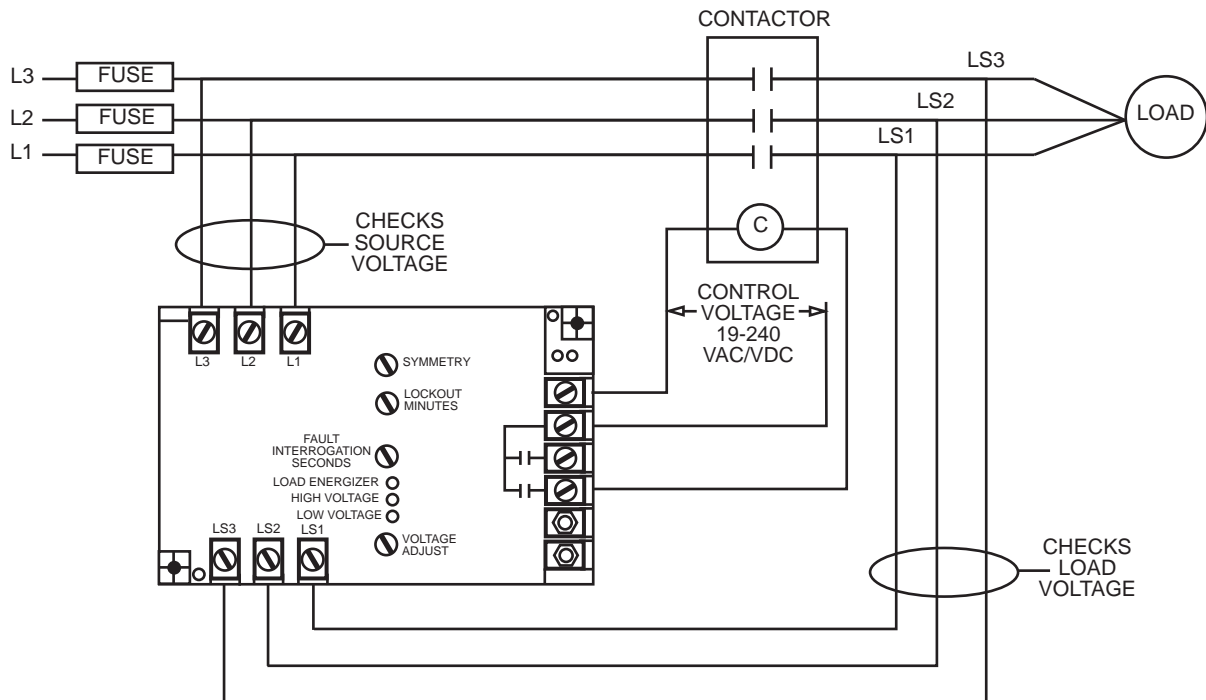 CONTACTOR
L3
FUSE
LS3
L2
FUSE
LS2
LOAD
L1
FUSE
LS1
C
CHECKS
SOURCE
VOLTAGE
CONTROL
VOLTAGE
19-240
VAC/VDC
L3
L2
L1
SYMMETRY
LOCKOUT
MINUTES
FAULT
INTERROGATION
SECONDS
LOAD ENERGIZER
HIGH VOLTAGE
LOW VOLTAGE
LS3
LS2
LS1
VOLTAGE
ADJUST
CHECKS
LOAD
VOLTAGE